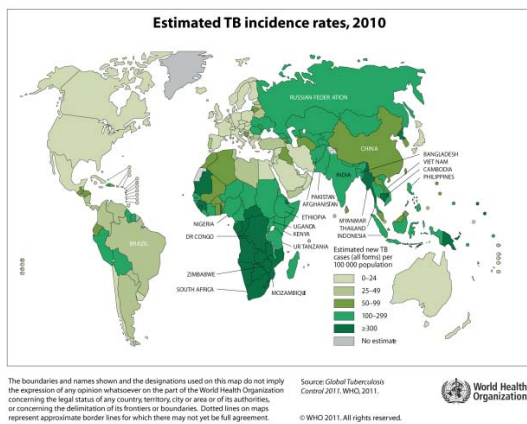 Estimated TB incidence rates, 2010
RUSSIAN FEDERATION
CHINA
INDIA
BRAZIL
BANGLADESH
VIET NAM
CAMBODIA
PHILIPPINES
PAKISTAN
AFGHANISTAN
MYANMAR
THAILAND
INDONESIA
NIGERIA
DR CONGO
ETHIOPIA
UGANDA
KENYA
UR TANZANIA
ZIMBABWE
SOUTH AFRICA
MOZAMBIQUE
Estimated new TB
cases (all forms) per
100 000 population
0–24
25–49
50–99
100–299
≥300
No estimate
The boundaries and names shown and the designations used on this map do not imply
the expression of any opinion whatsoever on the part of the World Health Organization
concerning the legal status of any country, territory, city or area or of its authorities,
or concerning the delimitation of its frontiers or boundaries. Dotted lines on maps
represent approximate border lines for which there may not yet be full agreement.
Source: Global Tuberculosis
Control 2011. WHO, 2011.
© WHO 2011. All rights reserved.
World Health
Organization